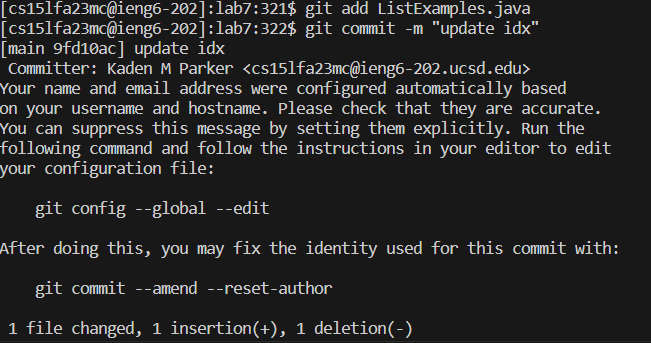 [cs15lfa23mc@ieng6-202]:lab7:321$ git add ListExamples.java
[cs15lfa23mc@ieng6-202]:lab7:322$ git commit -m "update idx"
[main 9fd10ac] update idx
 Committer: Kaden M Parker <cs15lfa23mc@ieng6-202.ucsd.edu>
Your name and email address were configured automatically based
on your username and hostname. Please check that they are accurate.
You can suppress this message by setting them explicitly. Run the
following command and follow the instructions in your editor to edit
your configuration file:

    git config --global --edit

After doing this, you may fix the identity used for this commit with:

    git commit --amend --reset-author

 1 file changed, 1 insertion(+), 1 deletion(-)